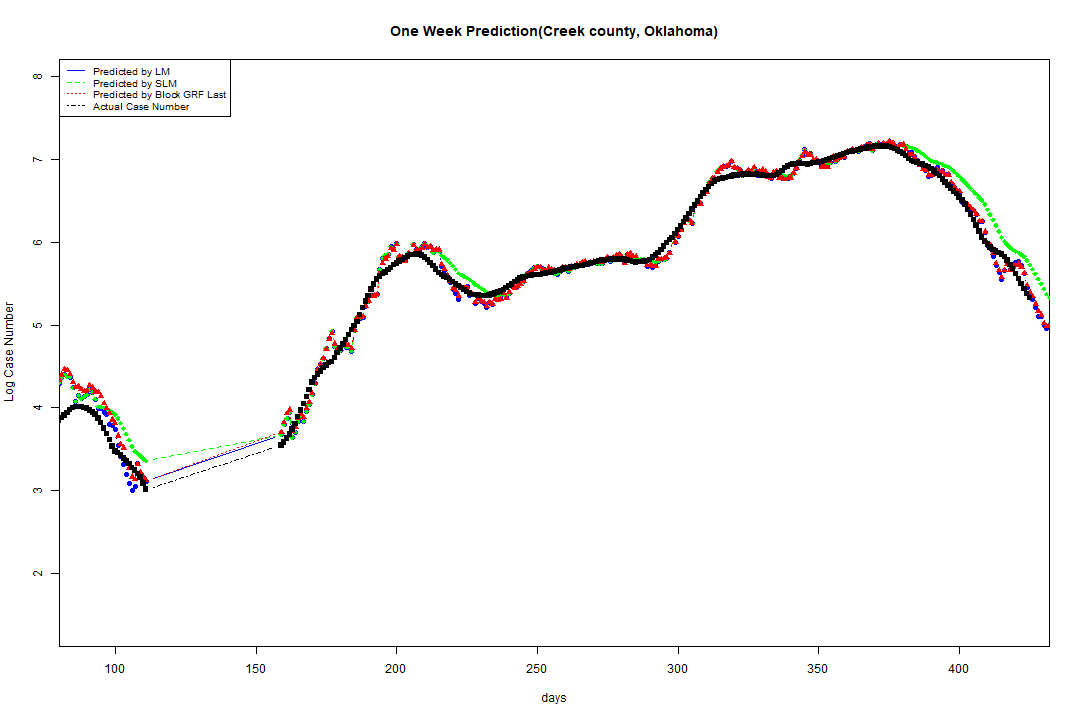 One Week Prediction(Creek county, Oklahoma)
Predicted by LM
Predicted by SLM
Predicted by Block GRF Last
Actual Case Number
8
7
6
5
4
3
2
Log Case Number
100 150 200 250 300 350 400
days